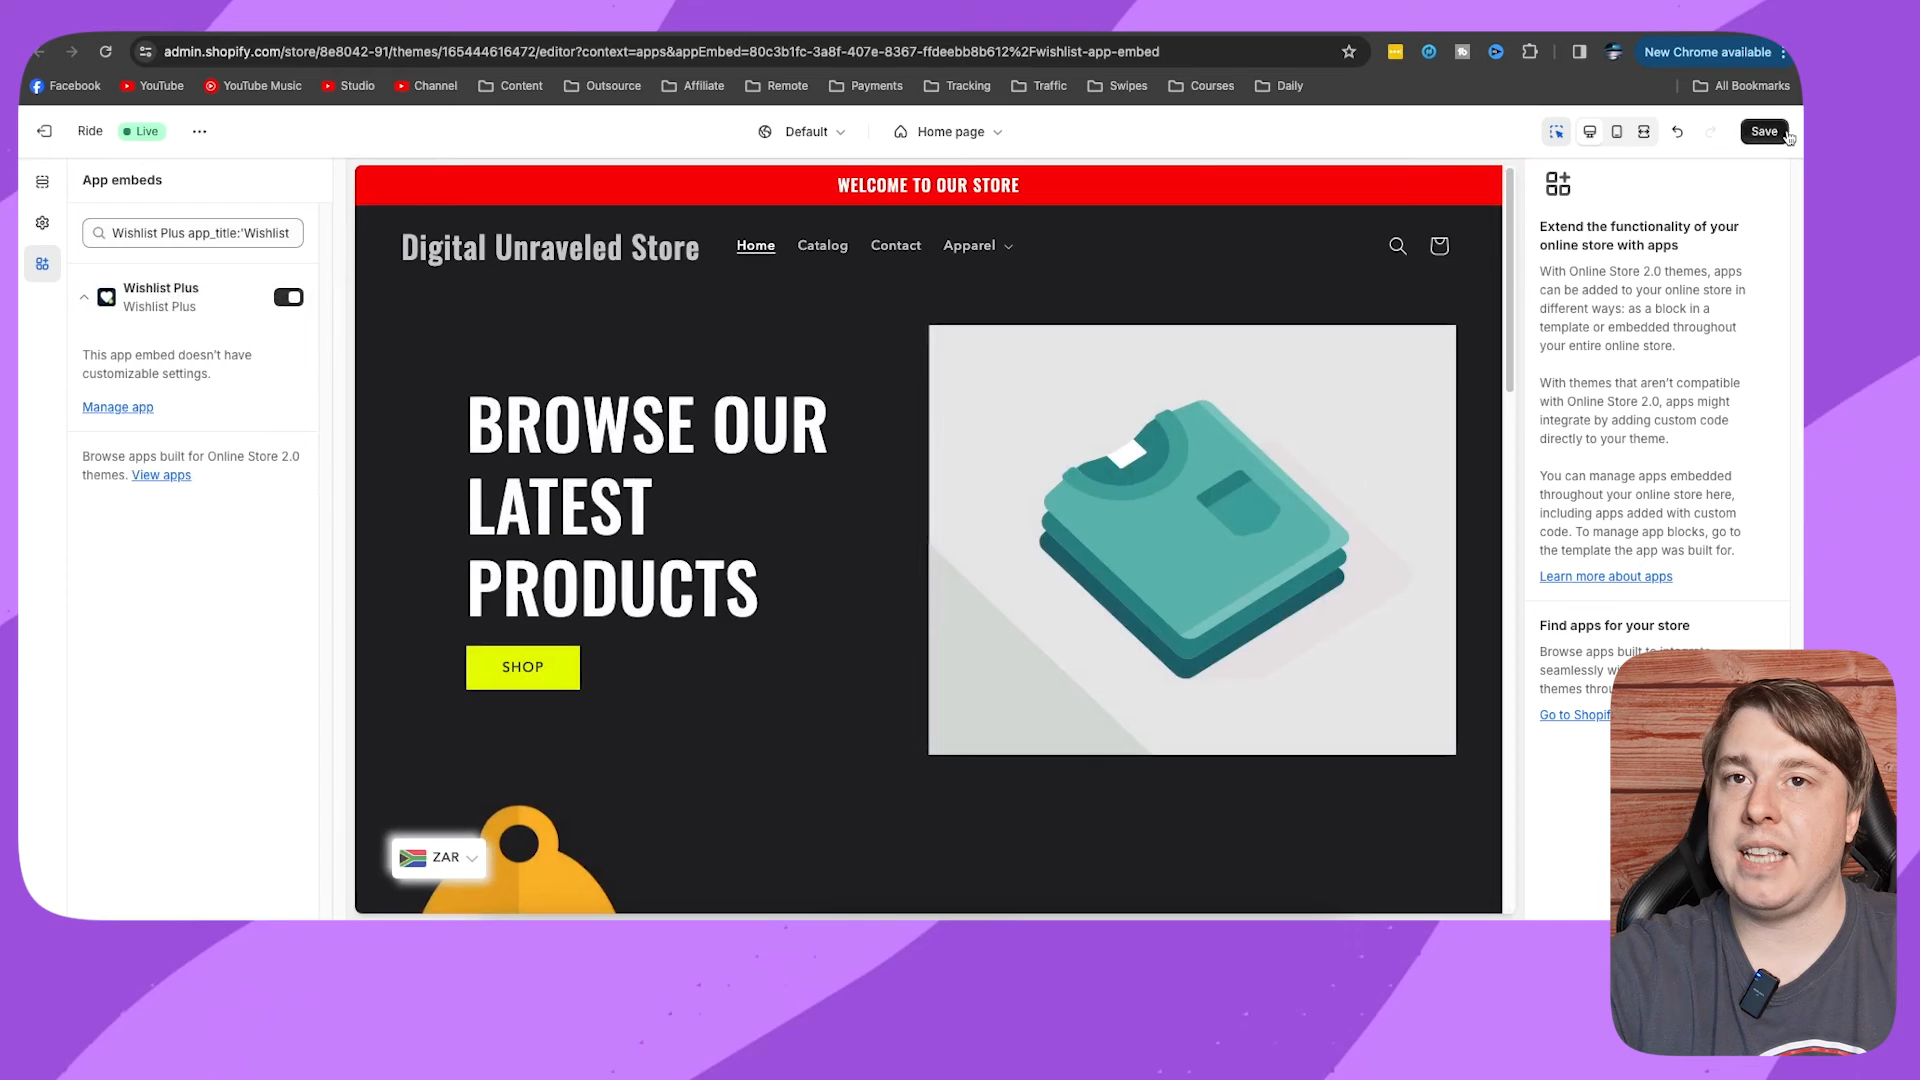 admin.shopify.com/store/8e8042-91/themes/165444616472/editor?context=apps&appEmbed=80c3b1fc-3a8f-407e-8367-ffdeebb8b612%2Fwishlist-app-embed
New Chrome available
Facebook
YouTube
YouTube Music
Studio
Channel
Content
Outsource
Affiliate
Remote
Payments
Tracking
Traffic
Swipes
Courses
Daily
All Bookmarks
Ride
Live
Default
Home page
Save
App embeds
Wishlist Plus app_title:'Wishlist
Wishlist Plus
Wishlist Plus
This app embed doesn't have
customizable settings.
Manage app
Browse apps built for Online Store 2.0
themes. View apps
WELCOME TO OUR STORE
Digital Unraveled Store
Home
Catalog
Contact
Apparel
BROWSE OUR
LATEST
PRODUCTS
SHOP
ZAR
Extend the functionality of your
online store with apps
With Online Store 2.0 themes, apps
can be added to your online store in
different ways: as a block in a
template or embedded throughout
your entire online store.
With themes that aren't compatible
with Online Store 2.0, apps might
integrate by adding custom code
directly to your theme.
You can manage apps embedded
throughout your online store here,
including apps added with custom
code. To manage app blocks, go to
the template the app was built for.
Learn more about apps
Find apps for your store
Browse apps built to integrate
seamlessly
themes
Go to Shopif